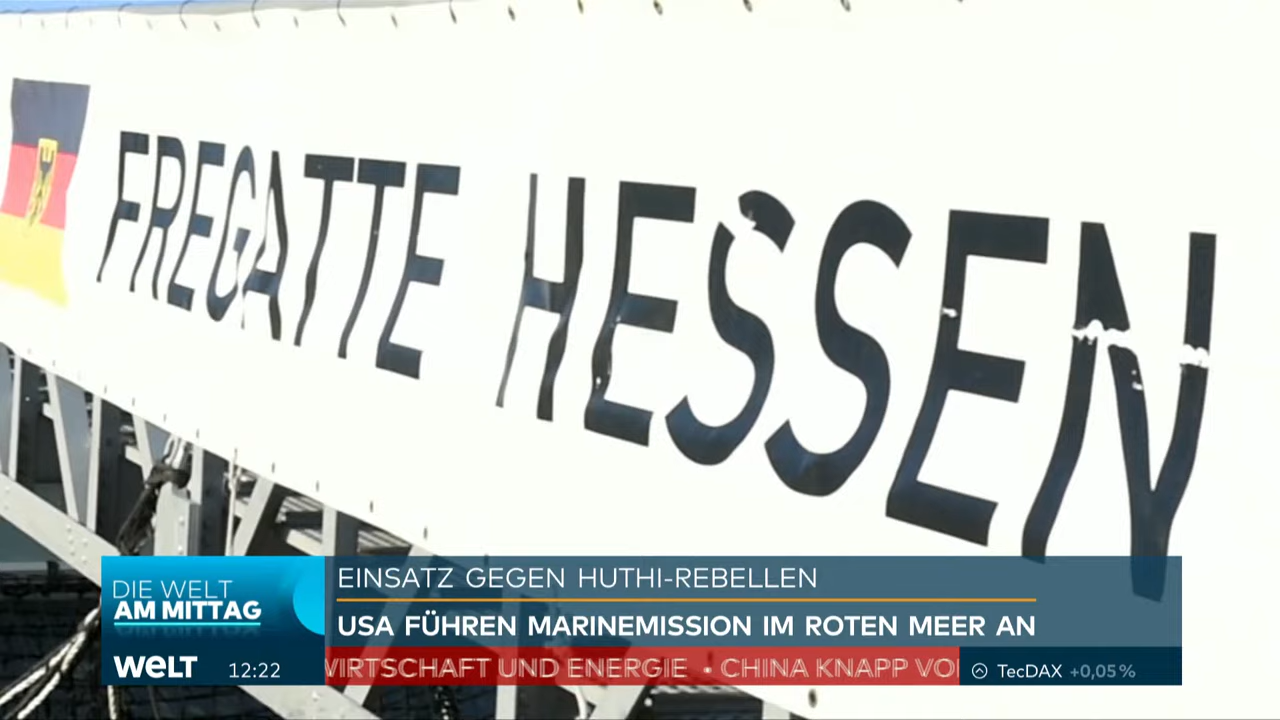 FREGATTE HESSEN
EINSATZ GEGEN HUTHI-REBELLEN
DIE WELT
AM MITTAG
USA FÜHREN MARINEMISSION IM ROTEN MEER AN
WELT 12:22
WIRTSCHAFT UND ENERGIE • CHINA KNAPP VO
TecDAX +0,05%